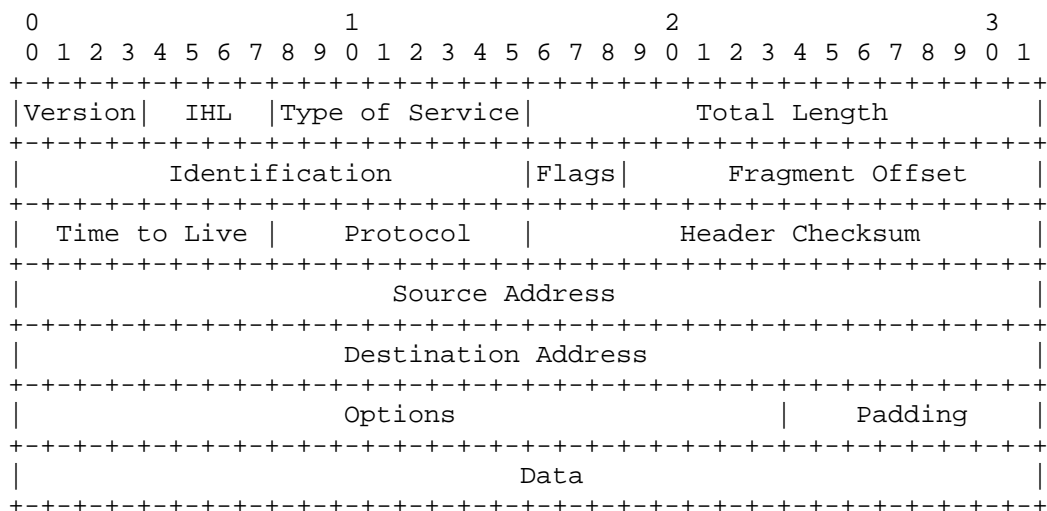 0 1 2 3
0 1 2 3 4 5 6 7 8 9 0 1 2 3 4 5 6 7 8 9 0 1 2 3 4 5 6 7 8 9 0 1
+-+-+-+-+-+-+-+-+-+-+-+-+-+-+-+-+-+-+-+-+-+-+-+-+-+-+-+-+-+-+-+-+
|Version| IHL |Type of Service| Total Length |
+-+-+-+-+-+-+-+-+-+-+-+-+-+-+-+-+-+-+-+-+-+-+-+-+-+-+-+-+-+-+-+-+
| Identification |Flags| Fragment Offset |
+-+-+-+-+-+-+-+-+-+-+-+-+-+-+-+-+-+-+-+-+-+-+-+-+-+-+-+-+-+-+-+-+
| Time to Live | Protocol | Header Checksum |
+-+-+-+-+-+-+-+-+-+-+-+-+-+-+-+-+-+-+-+-+-+-+-+-+-+-+-+-+-+-+-+-+
| Source Address |
+-+-+-+-+-+-+-+-+-+-+-+-+-+-+-+-+-+-+-+-+-+-+-+-+-+-+-+-+-+-+-+-+
| Destination Address |
+-+-+-+-+-+-+-+-+-+-+-+-+-+-+-+-+-+-+-+-+-+-+-+-+-+-+-+-+-+-+-+-+
| Options | Padding |
+-+-+-+-+-+-+-+-+-+-+-+-+-+-+-+-+-+-+-+-+-+-+-+-+-+-+-+-+-+-+-+-+
| Data |
+-+-+-+-+-+-+-+-+-+-+-+-+-+-+-+-+-+-+-+-+-+-+-+-+-+-+-+-+-+-+-+-+